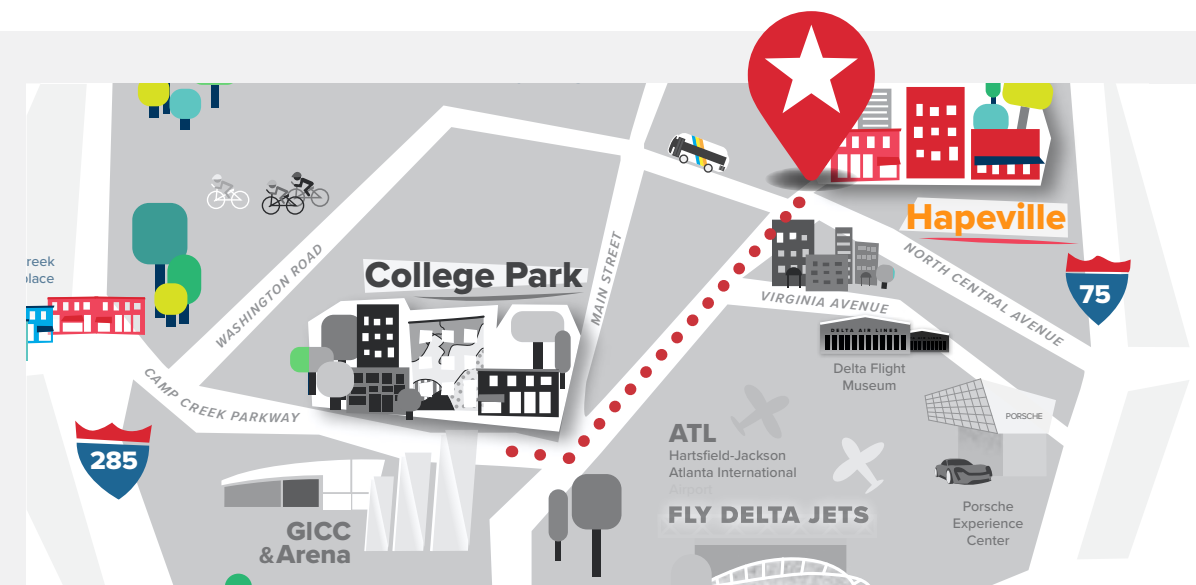 Hapeville
reek
place
WASHINGTON ROAD
College Park
MAIN STREET
NORTH CENTRAL AVENUE
75
VIRGINIA AVENUE
DELTA AIR LINES
Delta Flight
Museum
CAMP CREEK PARKWAY
PORSCHE
285
ATL
Hartsfield-Jackson
Atlanta International
Airport
FLY DELTA JETS
Porsche
Experience
Center
GICC
&Arena